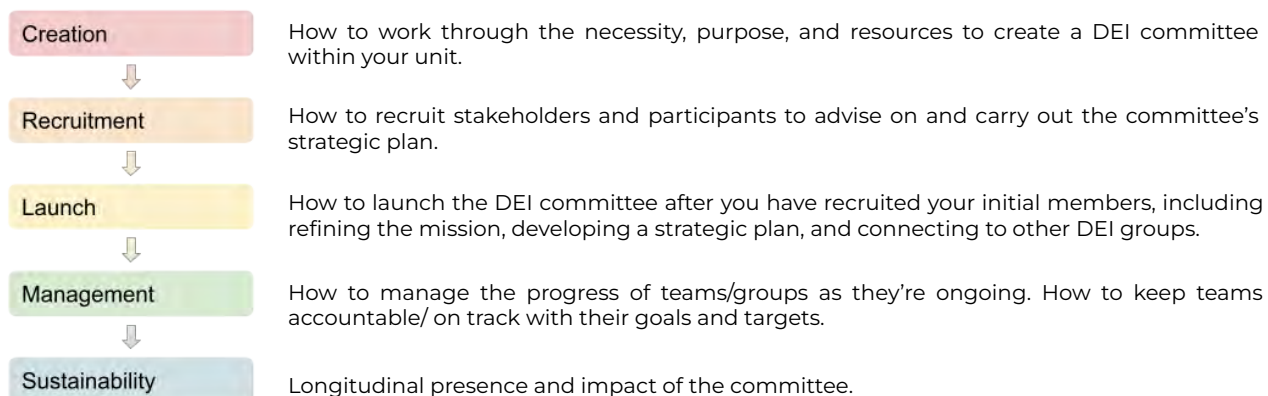 Creation
How to work through the necessity, purpose, and resources to create a DEI committee
within your unit.
Recruitment
How to recruit stakeholders and participants to advise on and carry out the committee’s
strategic plan.
Launch
How to launch the DEI committee after you have recruited your initial members, including
refining the mission, developing a strategic plan, and connecting to other DEI groups.
Management
How to manage the progress of teams/groups as they’re ongoing. How to keep teams
accountable/ on track with their goals and targets.
Sustainability
Longitudinal presence and impact of the committee.